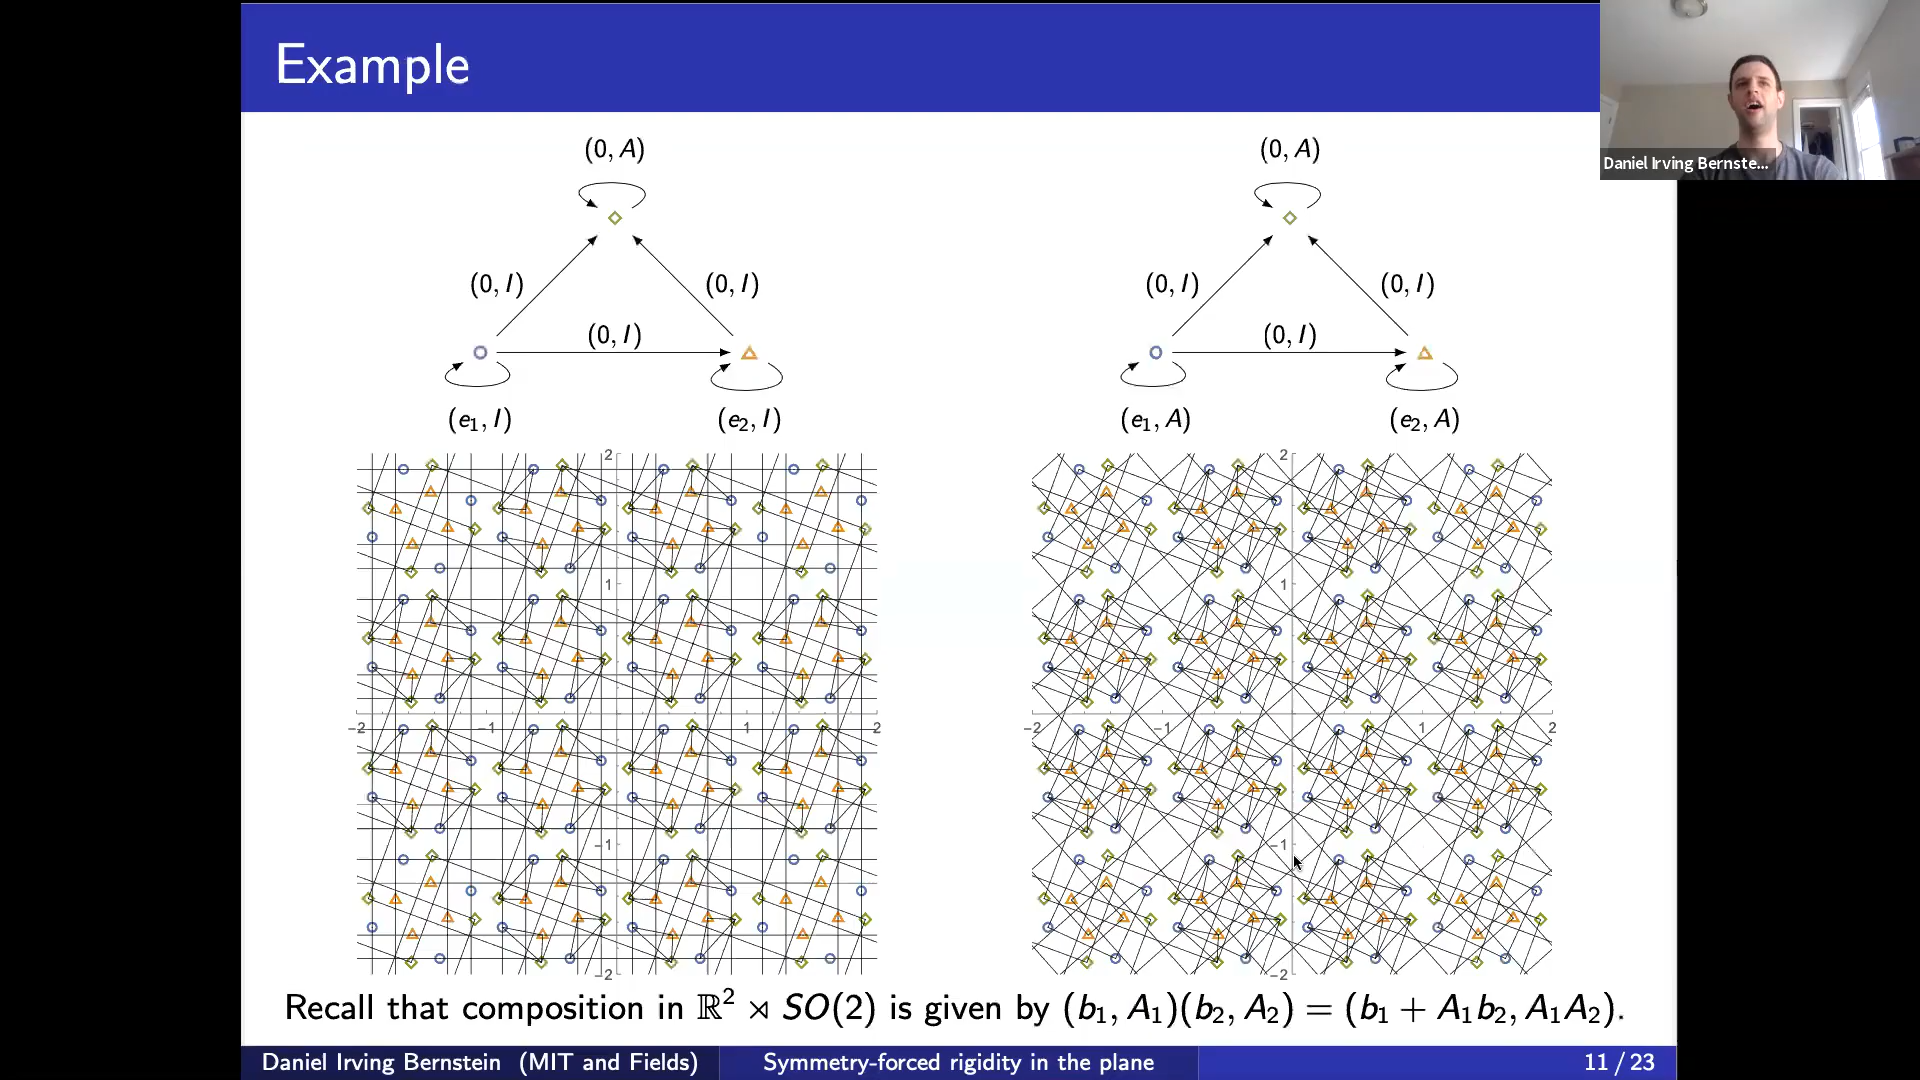 Example
Daniel Irving Bernste...
(0, A)
(0, I)
(0, I)
(0, I)
(e₁, I)
(e₂, I)
(0, A)
(0, I)
(0, I)
(0, I)
(e₁, A)
(e₂, A)
2
1
−2
−1
1
2
−1
−2
2
1
−2
−1
1
2
−1
−2
Recall that composition in ℝ² ⋊ SO(2) is given by (b₁, A₁)(b₂, A₂) = (b₁ + A₁b₂, A₁A₂).
Daniel Irving Bernstein (MIT and Fields)
Symmetry-forced rigidity in the plane
11 / 23